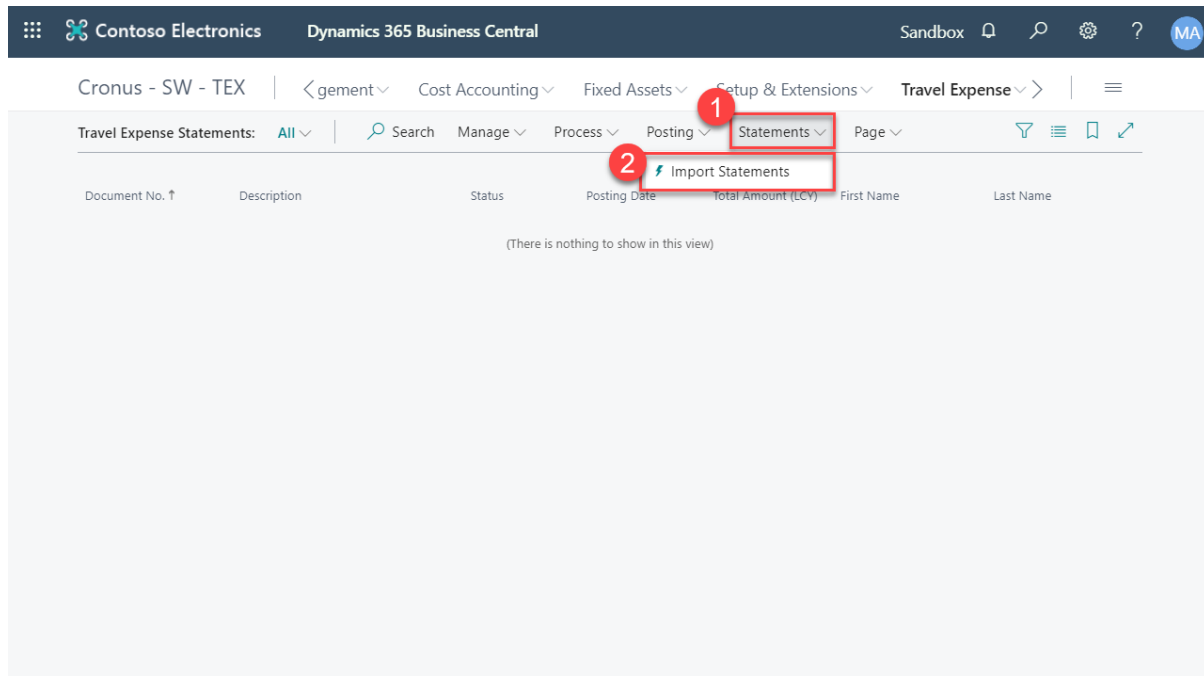 Contoso Electronics Dynamics 365 Business Central Sandbox ? MA
Cronus - SW - TEX gement Cost Accounting Fixed Assets Setup & Extensions Travel Expense
1
Travel Expense Statements: All Search Manage Process Posting Statements Page
2 Import Statements
Document No. ↑ Description Status Posting Date Total Amount (LCY) First Name Last Name
(There is nothing to show in this view)